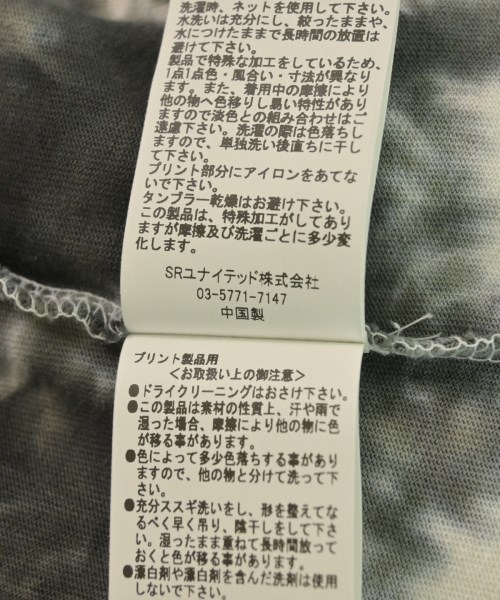 洗濯時、ネットを使用して下さい。
水洗いは充分にし、絞ったままや、
水につけたままで長時間の放置は
避けて下さい。
製品で特殊な加工をしているため、
1点1点色・風合い・寸法が異なり
ます。また、着用中の摩擦により
他の物へ色移りし易い特性があり
ますので淡色との組み合わせはご
遠慮下さい。洗濯の際は色落ちし
ますので、単独洗い後直ちに干し
て下さい。
プリント部分にアイロンをあてな
いで下さい。
タンブラー乾燥はお避け下さい。
この製品は、特殊加工がしてあり
ますが摩擦及び洗濯ごとに多少変
化します。
SRユナイテッド株式会社
03-5771-7147
中国製
プリント製品用
<お取扱い上の御注意>
●ドライクリーニングはおさけ下さい。
●この製品は素材の性質上、汗や雨で
湿った場合、摩擦により他の物に色
が移る事があります。
●色によって多少色落ちする事があり
ますので、他の物と分けて洗って下
さい。
●充分ススギ洗いをし、形を整えてな
るべく早く吊り、陰干しをして下さ
い。湿ったまま重ねて長時間放って
おくと色が移る事があります。
●漂白剤や漂白剤を含んだ洗剤は使用
しないで下さい。